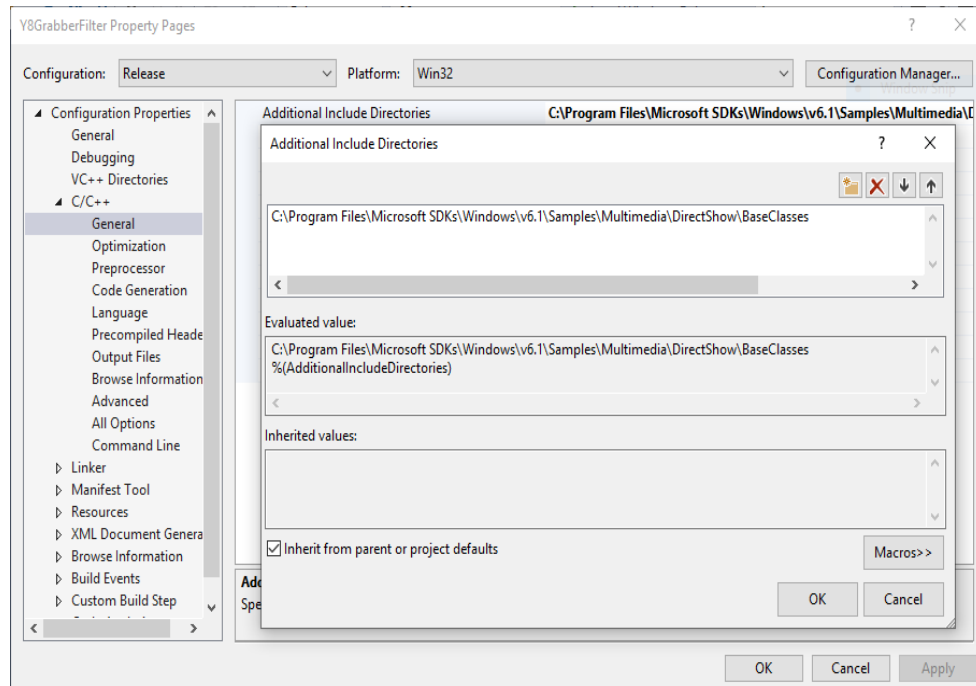 Y8GrabberFilter Property Pages
? ×
Configuration: Release Platform: Win32 Configuration Manager...
Window Snip
Configuration Properties
General
Debugging
VC++ Directories
C/C++
General
Optimization
Preprocessor
Code Generation
Language
Precompiled Heade
Output Files
Browse Information
Advanced
All Options
Command Line
Linker
Manifest Tool
Resources
XML Document Genera
Browse Information
Build Events
Custom Build Step
Additional Include Directories C:\Program Files\Microsoft SDKs\Windows\v6.1\Samples\Multimedia\D
Additional Include Directories
? ×
C:\Program Files\Microsoft SDKs\Windows\v6.1\Samples\Multimedia\DirectShow\BaseClasses
Evaluated value:
C:\Program Files\Microsoft SDKs\Windows\v6.1\Samples\Multimedia\DirectShow\BaseClasses
%(AdditionalIncludeDirectories)
Inherited values:
Inherit from parent or project defaults
Macros>>
OK Cancel
Add
Spe
OK Cancel Apply